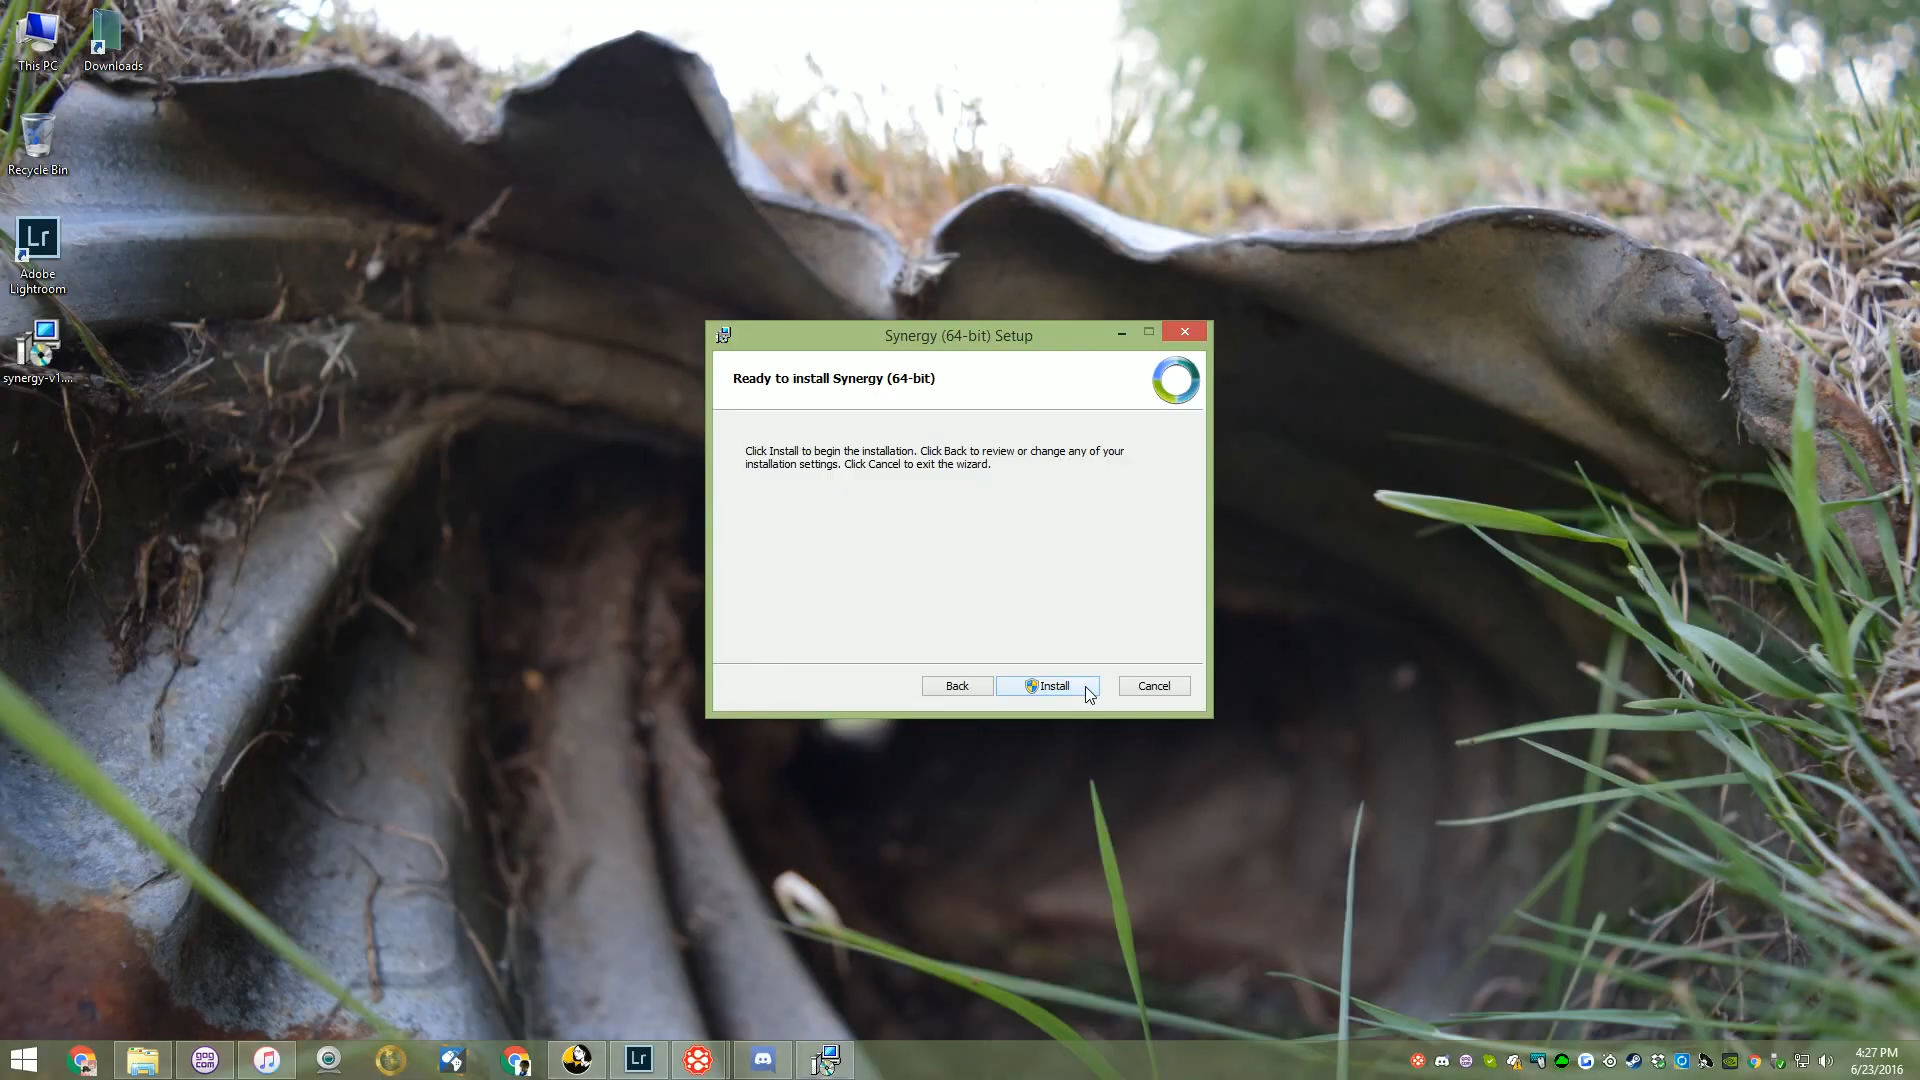 This PC
Downloads
Recycle Bin
Lr
Adobe
Lightroom
synergy-v1....
Synergy (64-bit) Setup
Ready to install Synergy (64-bit)
Click Install to begin the installation. Click Back to review or change any of your
installation settings. Click Cancel to exit the wizard.
Back
Install
Cancel
gog
com
Lr
4:27 PM
6/23/2016